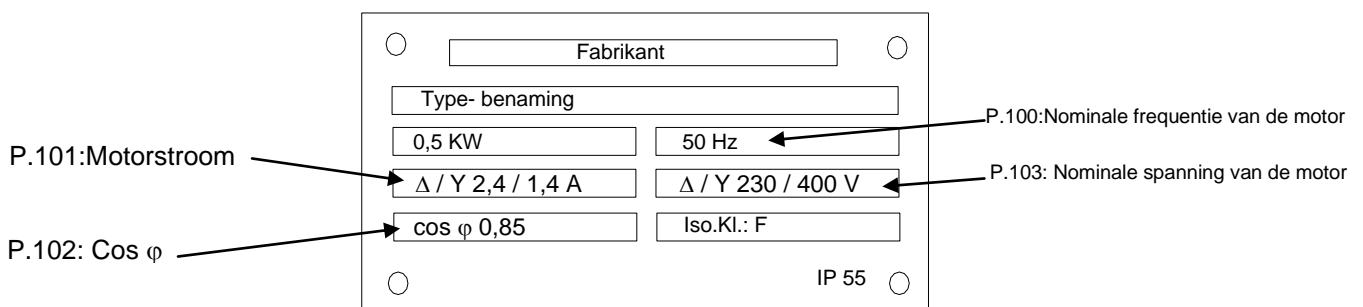 Fabrikant
Type- benaming
P.100:Nominale frequentie van de motor
0,5 KW
50 Hz
P.101:Motorstroom
Δ / Y 2,4 / 1,4 A
Δ / Y 230 / 400 V
P.103: Nominale spanning van de motor
P.102: Cos φ
cos φ 0,85
Iso.Kl.: F
IP 55